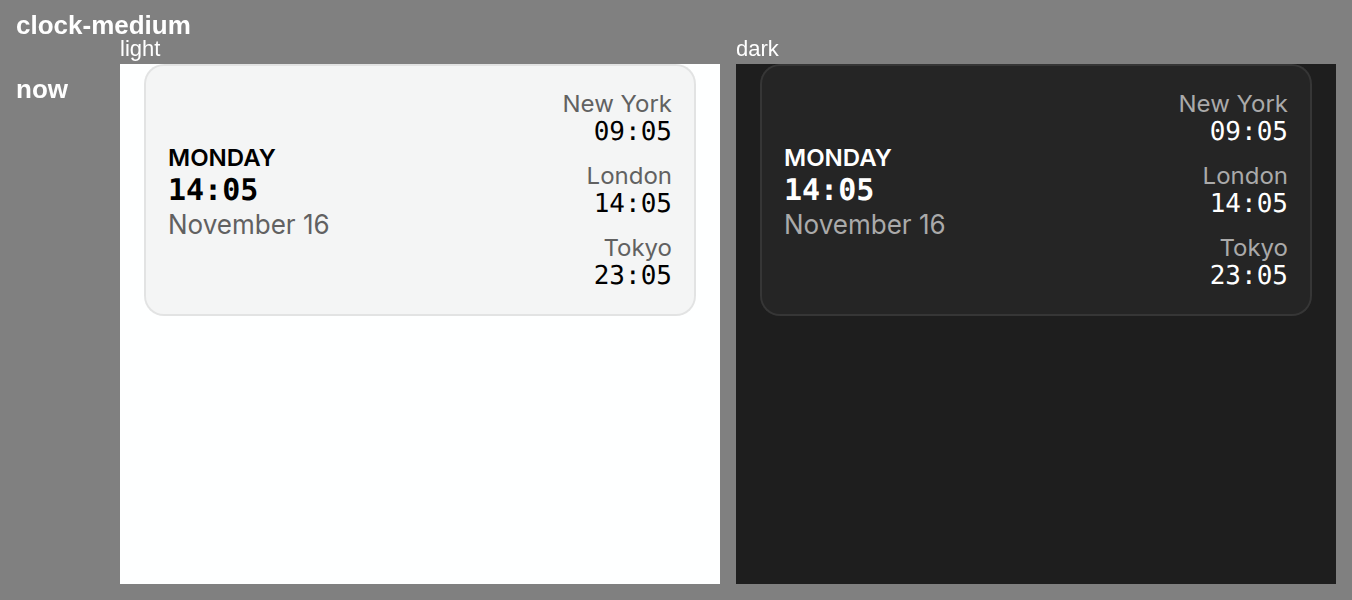 clock-medium
light
dark
now
MONDAY
14:05
November 16
New York
09:05
London
14:05
Tokyo
23:05
MONDAY
14:05
November 16
New York
09:05
London
14:05
Tokyo
23:05